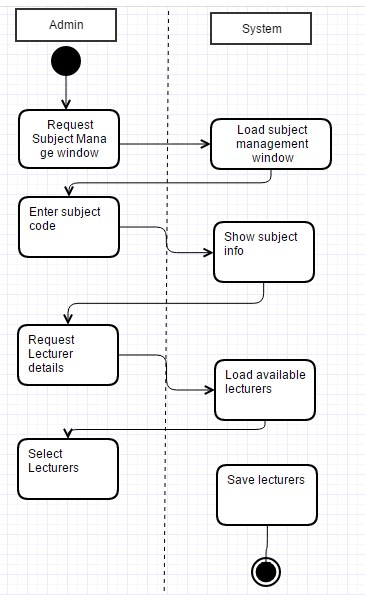 Admin
System
Request
Subject Mana
ge window
Load subject
management
window
Enter subject
code
Show subject
info
Request
Lecturer
details
Load available
lecturers
Select
Lecturers
Save lecturers